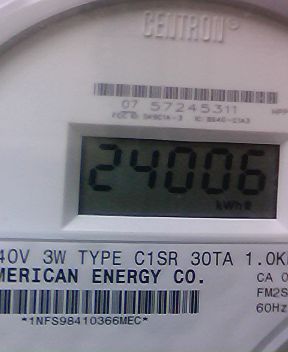 CENTRON®
07 57245311
24006
kWh
40V 3W TYPE C1SR 30TA 1.0K
MERICAN ENERGY CO.
CA 0
FM2S
60Hz
*1NFS98410366MEC*